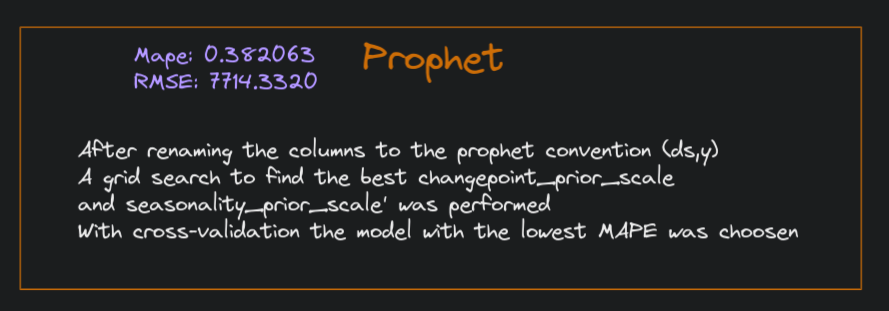 Mape: 0.382063
RMSE: 7714.3320
Prophet
After renaming the columns to the prophet convention (ds,y)
A grid search to find the best changepoint_prior_scale
and seasonality_prior_scale' was performed
With cross-validation the model with the lowest MAPE was choosen